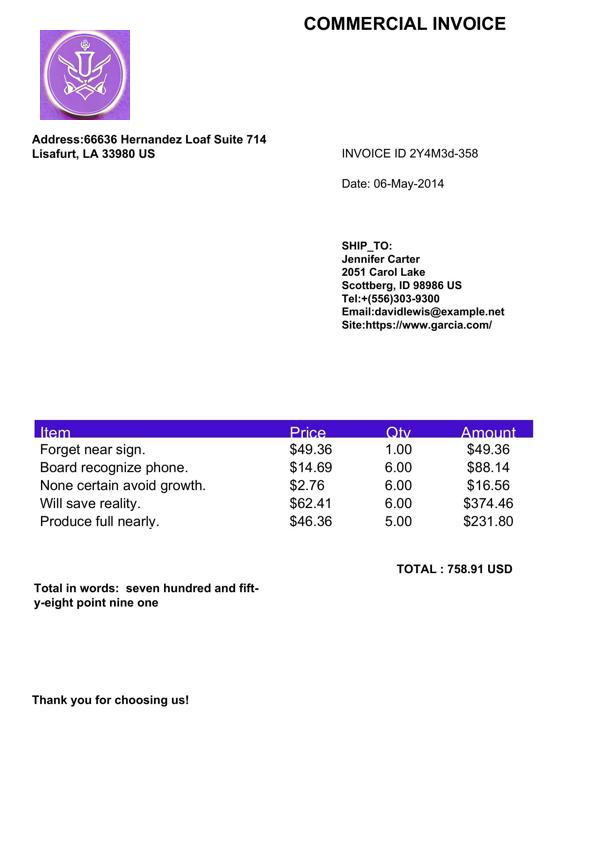 COMMERCIAL INVOICE
U
Address:66636 Hernandez Loaf Suite 714
Lisafurt, LA 33980 US
INVOICE ID 2Y4M3d-358
Date: 06-May-2014
SHIP_TO:
Jennifer Carter
2051 Carol Lake
Scottberg, ID 98986 US
Tel:+(556)303-9300
Email:davidlewis@example.net
Site:https://www.garcia.com/
Item Price Qty Amount
Forget near sign. $49.36 1.00 $49.36
Board recognize phone. $14.69 6.00 $88.14
None certain avoid growth. $2.76 6.00 $16.56
Will save reality. $62.41 6.00 $374.46
Produce full nearly. $46.36 5.00 $231.80
TOTAL : 758.91 USD
Total in words: seven hundred and fift-
y-eight point nine one
Thank you for choosing us!